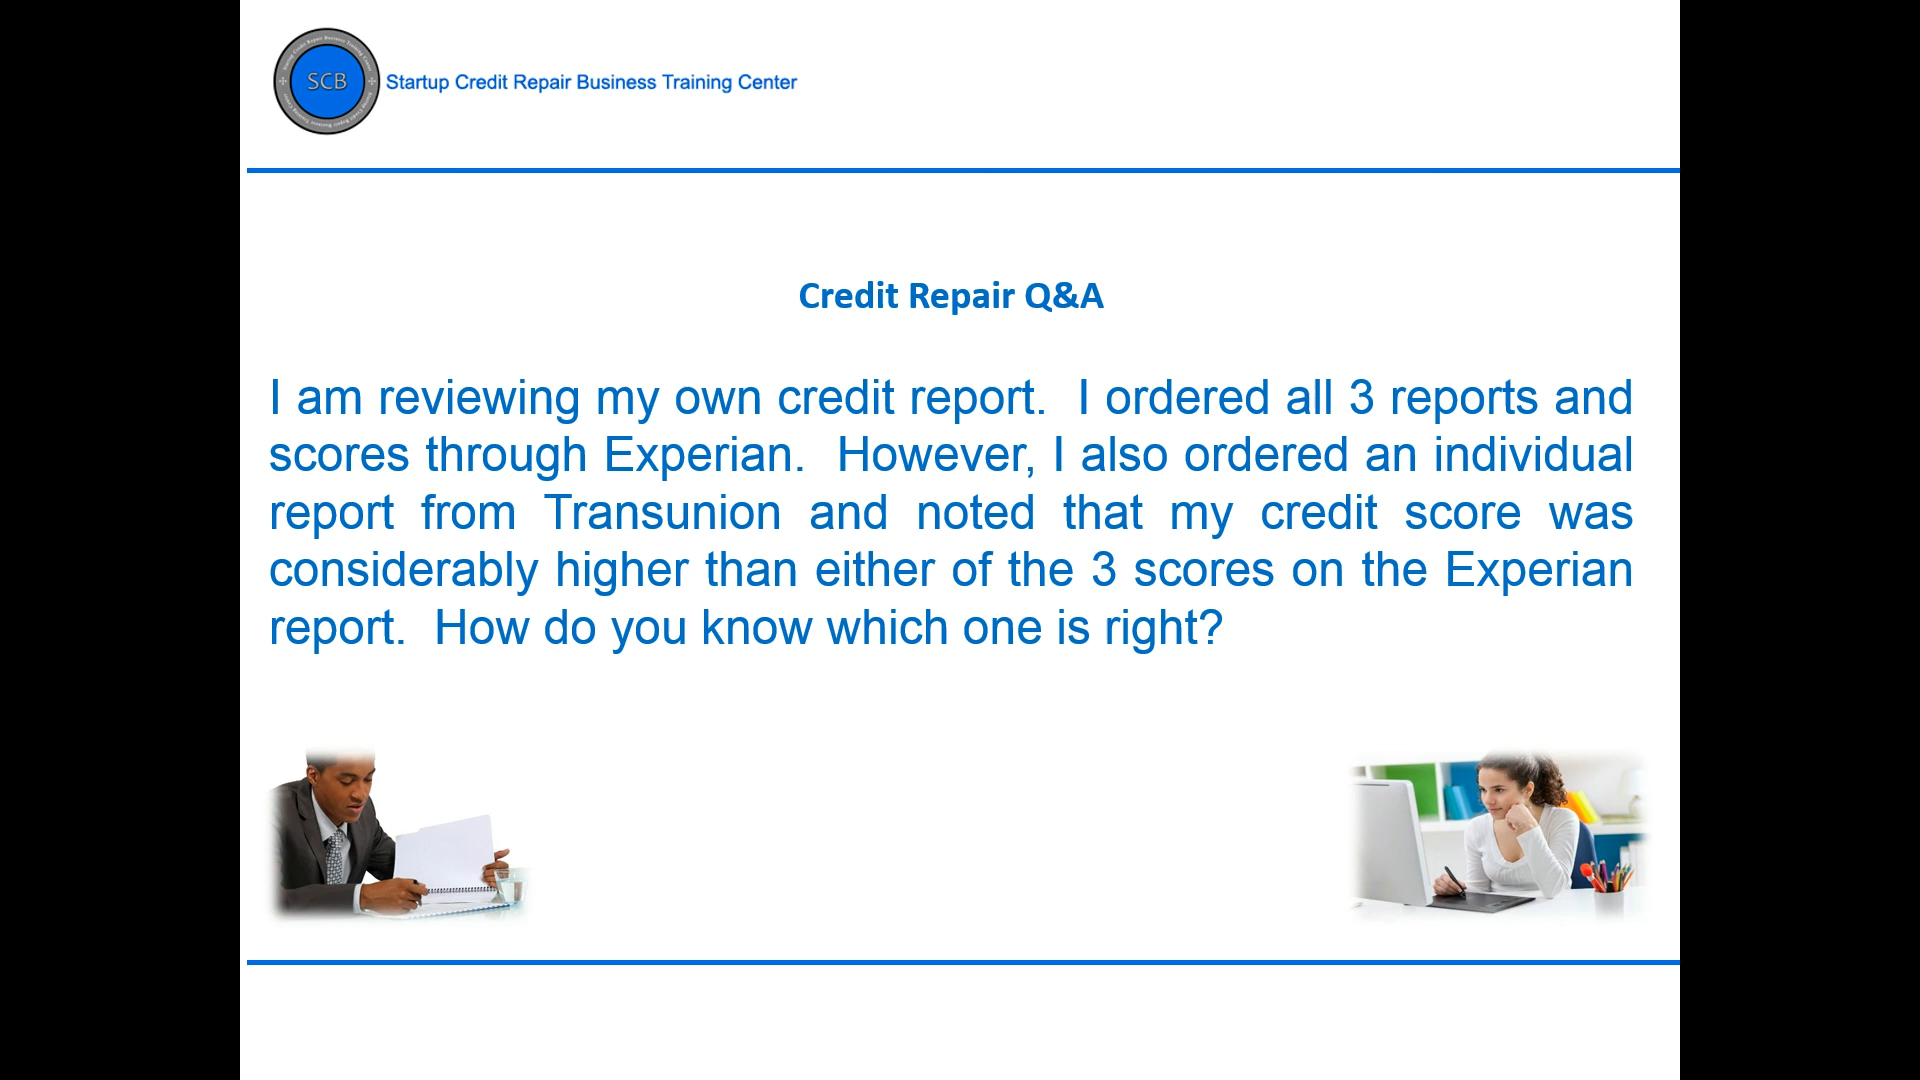 SCB
Startup Credit Repair Business Training Center
Credit Repair Q&A
I am reviewing my own credit report.  I ordered all 3 reports and
scores through Experian.  However, I also ordered an individual
report from Transunion and noted that my credit score was
considerably higher than either of the 3 scores on the Experian
report.  How do you know which one is right?